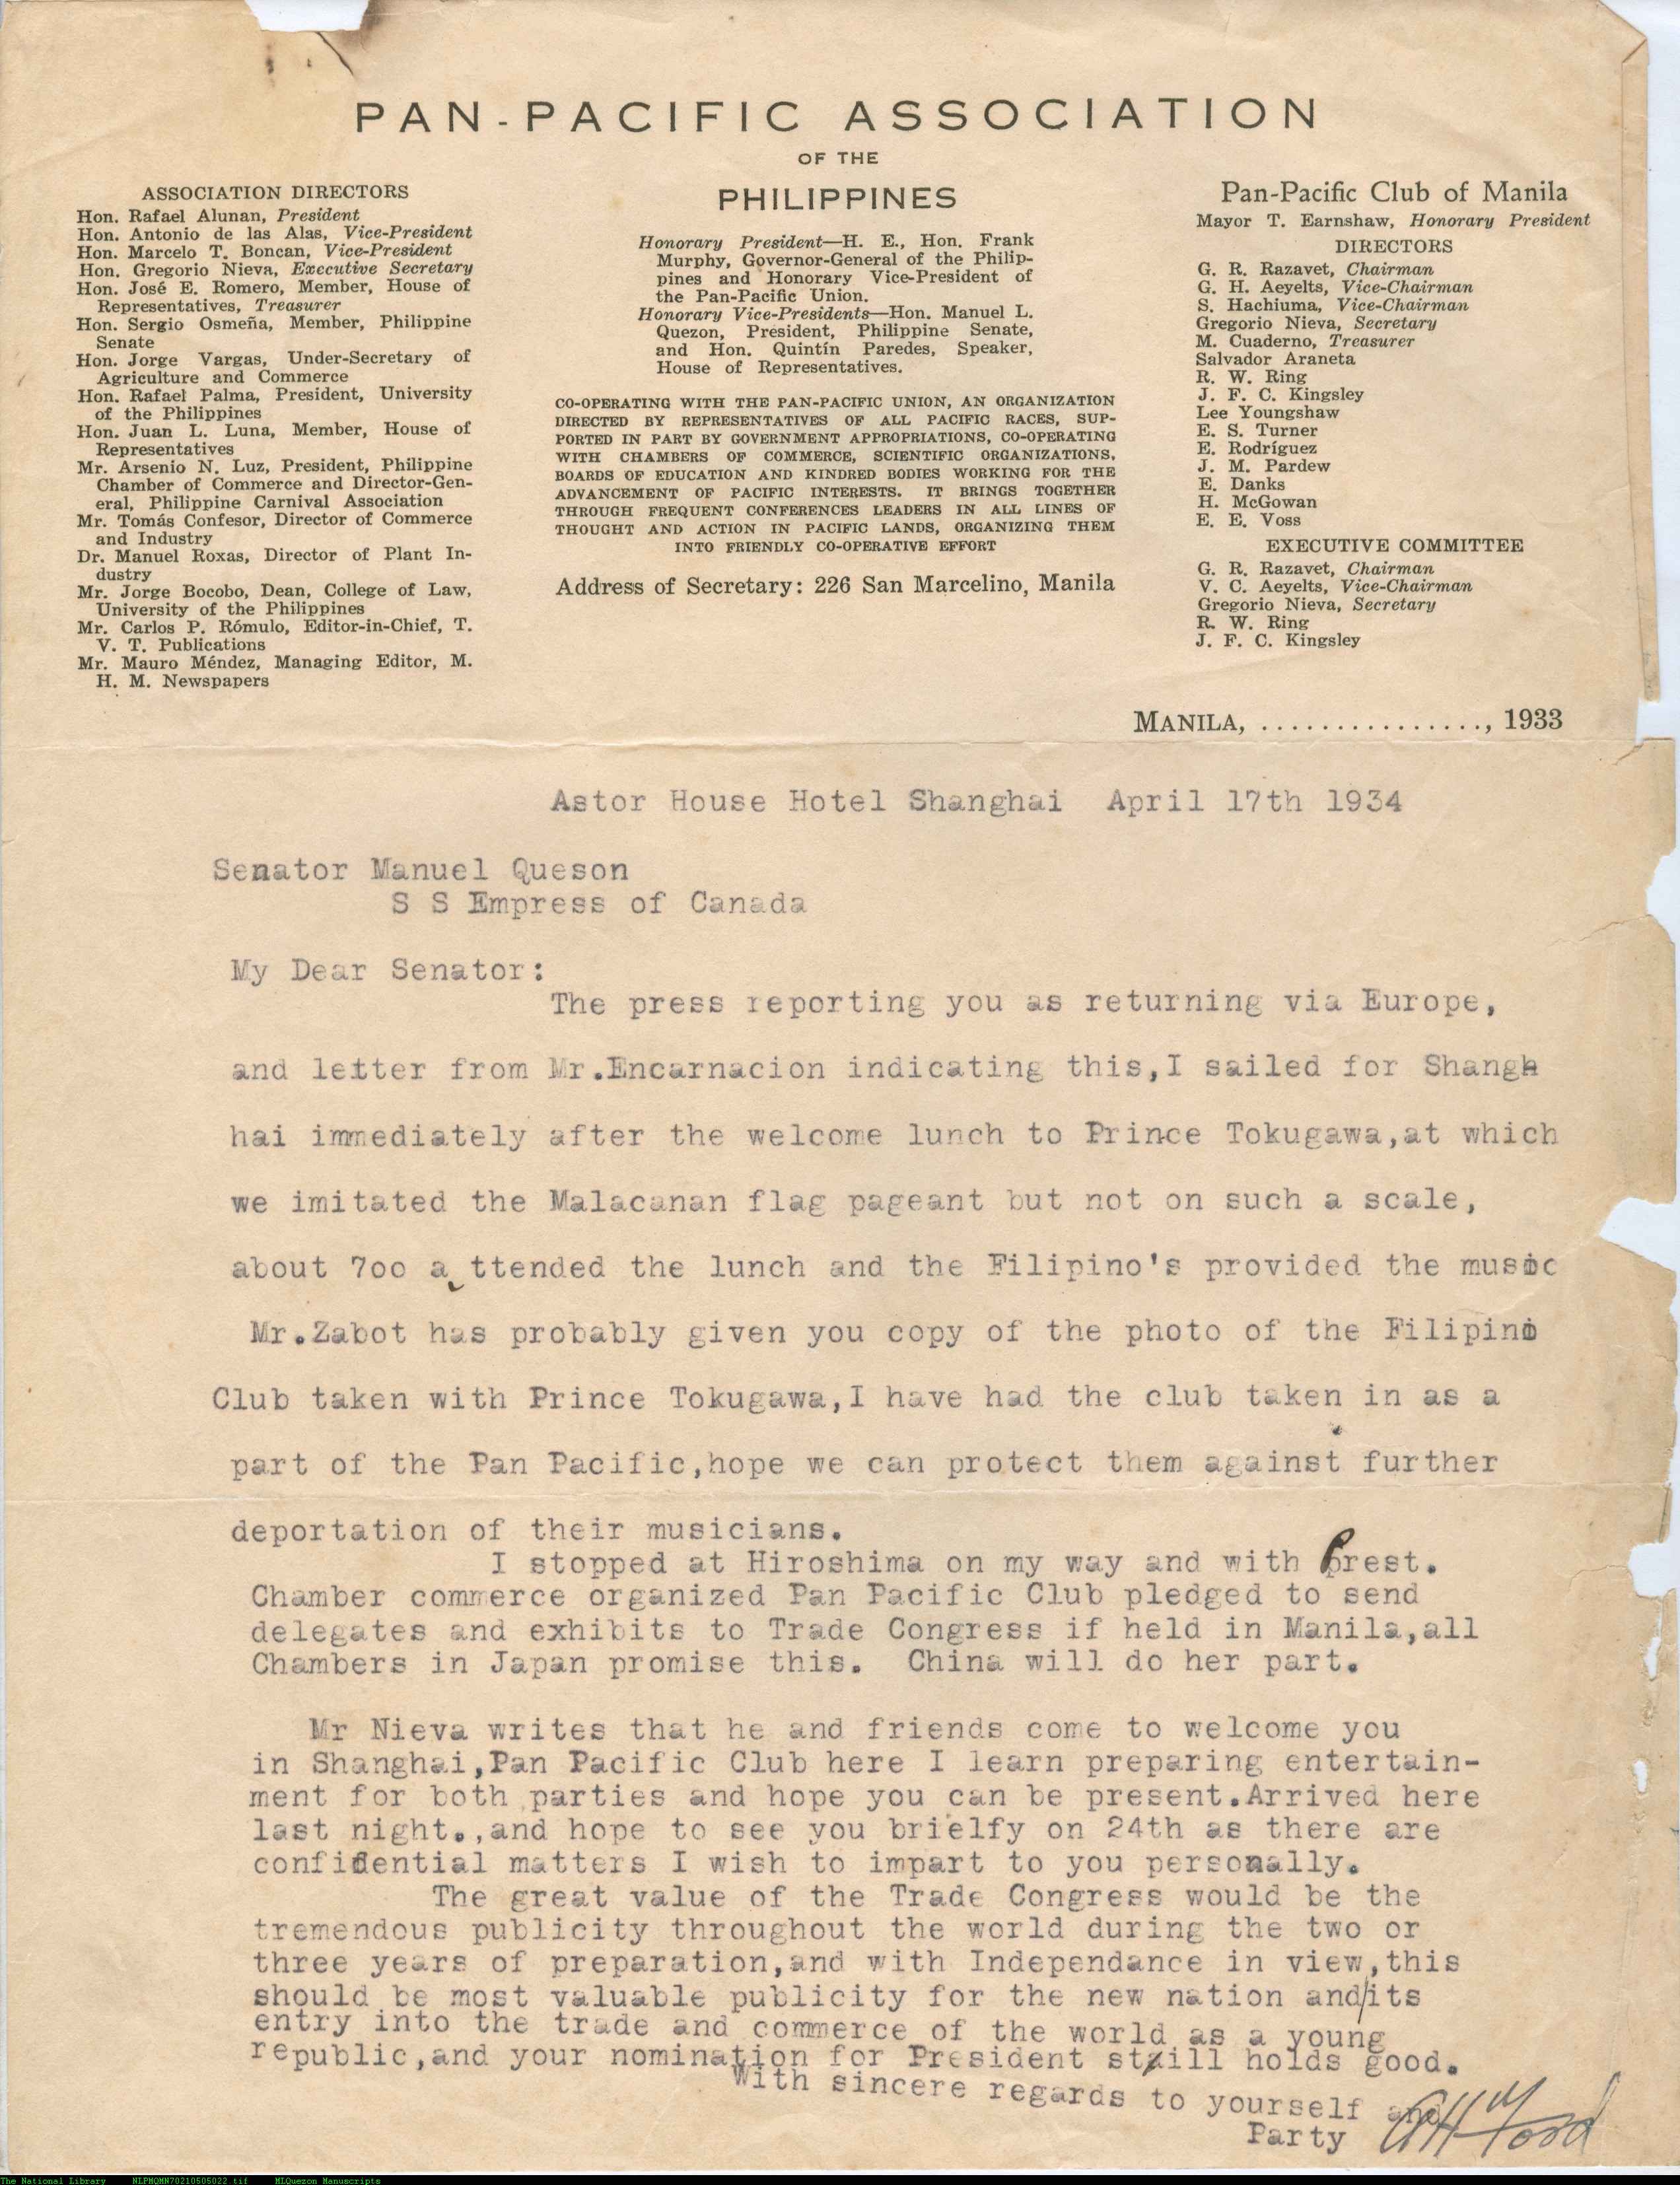 PAN-PACIFIC ASSOCIATION
OF THE
PHILIPPINES
ASSOCIATION DIRECTORS
Hon. Rafael Alunan, President
Hon. Antonio de las Alas, Vice-President
Hon. Marcelo T. Boncan, Vice-President
Hon. Gregorio Nieva, Executive Secretary
Hon. José E. Romero, Member, House of
Representatives, Treasurer
Hon. Sergio Osmeña, Member, Philippine
Senate
Hon. Jorge Vargas, Under-Secretary of
Agriculture and Commerce
Hon. Rafael Palma, President, University
of the Philippines
Hon. Juan L. Luna, Member, House of
Representatives
Mr. Arsenio N. Luz, President, Philippine
Chamber of Commerce and Director-Gen-
eral, Philippine Carnival Association
Mr. Tomás Confesor, Director of Commerce
and Industry
Dr. Manuel Roxas, Director of Plant In-
dustry
Mr. Jorge Bocobo, Dean, College of Law,
University of the Philippines
Mr. Carlos P. Rómulo, Editor-in-Chief, T.
V. T. Publications
Mr. Mauro Méndez, Managing Editor, M.
H. M. Newspapers
Honorary President—H. E., Hon. Frank
Murphy, Governor-General of the Philip-
pines and Honorary Vice-President of
the Pan-Pacific Union.
Honorary Vice-Presidents—Hon. Manuel L.
Quezon, President, Philippine Senate,
and Hon. Quintín Paredes, Speaker,
House of Representatives.
CO-OPERATING WITH THE PAN-PACIFIC UNION, AN ORGANIZATION
DIRECTED BY REPRESENTATIVES OF ALL PACIFIC RACES, SUP-
PORTED IN PART BY GOVERNMENT APPROPRIATIONS, CO-OPERATING
WITH CHAMBERS OF COMMERCE, SCIENTIFIC ORGANIZATIONS,
BOARDS OF EDUCATION AND KINDRED BODIES WORKING FOR THE
ADVANCEMENT OF PACIFIC INTERESTS. IT BRINGS TOGETHER
THROUGH FREQUENT CONFERENCES LEADERS IN ALL LINES OF
THOUGHT AND ACTION IN PACIFIC LANDS, ORGANIZING THEM
INTO FRIENDLY CO-OPERATIVE EFFORT
Address of Secretary: 226 San Marcelino, Manila
Pan-Pacific Club of Manila
Mayor T. Earnshaw, Honorary President
DIRECTORS
G. R. Razavet, Chairman
G. H. Aeyelts, Vice-Chairman
S. Hachiuma, Vice-Chairman
Gregorio Nieva, Secretary
M. Cuaderno, Treasurer
Salvador Araneta
R. W. Ring
J. F. C. Kingsley
Lee Youngshaw
E. S. Turner
E. Rodríguez
J. M. Pardew
E. Danks
H. McGowan
E. E. Voss
EXECUTIVE COMMITTEE
G. R. Razavet, Chairman
V. C. Aeyelts, Vice-Chairman
Gregorio Nieva, Secretary
R. W. Ring
J. F. C. Kingsley
MANILA, ................, 1933
Astor House Hotel Shanghai April 17th 1934
Senator Manuel Queson
S S Empress of Canada
My Dear Senator:
The press reporting you as returning via Europe,
and letter from Mr.Encarnacion indicating this,I sailed for Shangh
hai immediately after the welcome lunch to Prince Tokugawa,at which
we imitated the Malacanan flag pageant but not on such a scale,
about 7oo a ttended the lunch and the Filipino's provided the music
Mr.Zabot has probably given you copy of the photo of the Filipino
Club taken with Prince Tokugawa,I have had the club taken in as a
part of the Pan Pacific,hope we can protect them against further
deportation of their musicians.
I stopped at Hiroshima on my way and with Prest.
Chamber commerce organized Pan Pacific Club pledged to send
delegates and exhibits to Trade Congress if held in Manila,all
Chambers in Japan promise this. China will do her part.
Mr Nieva writes that he and friends come to welcome you
in Shanghai,Pan Pacific Club here I learn preparing entertain-
ment for both parties and hope you can be present.Arrived here
last night.,and hope to see you brielfy on 24th as there are
confidential matters I wish to impart to you personally.
The great value of the Trade Congress would be the
tremendous publicity throughout the world during the two or
three years of preparation,and with Independance in view,this
should be most valuable publicity for the new nation and/its
entry into the trade and commerce of the world as a young
republic,and your nomination for President still holds good.
With sincere regards to yourself and
Party AH Ford
The National Library NLPMQMN70210505022.tif MLQuezon Manuscripts